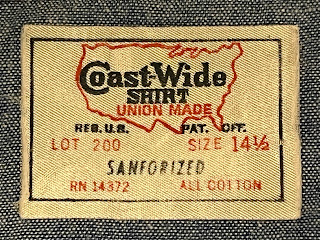 Coast-Wide
SHIRT
UNION MADE
REG. U.S. PAT. OFF.
LOT 200 SIZE 14½
SANFORIZED
RN 14372 ALL COTTON